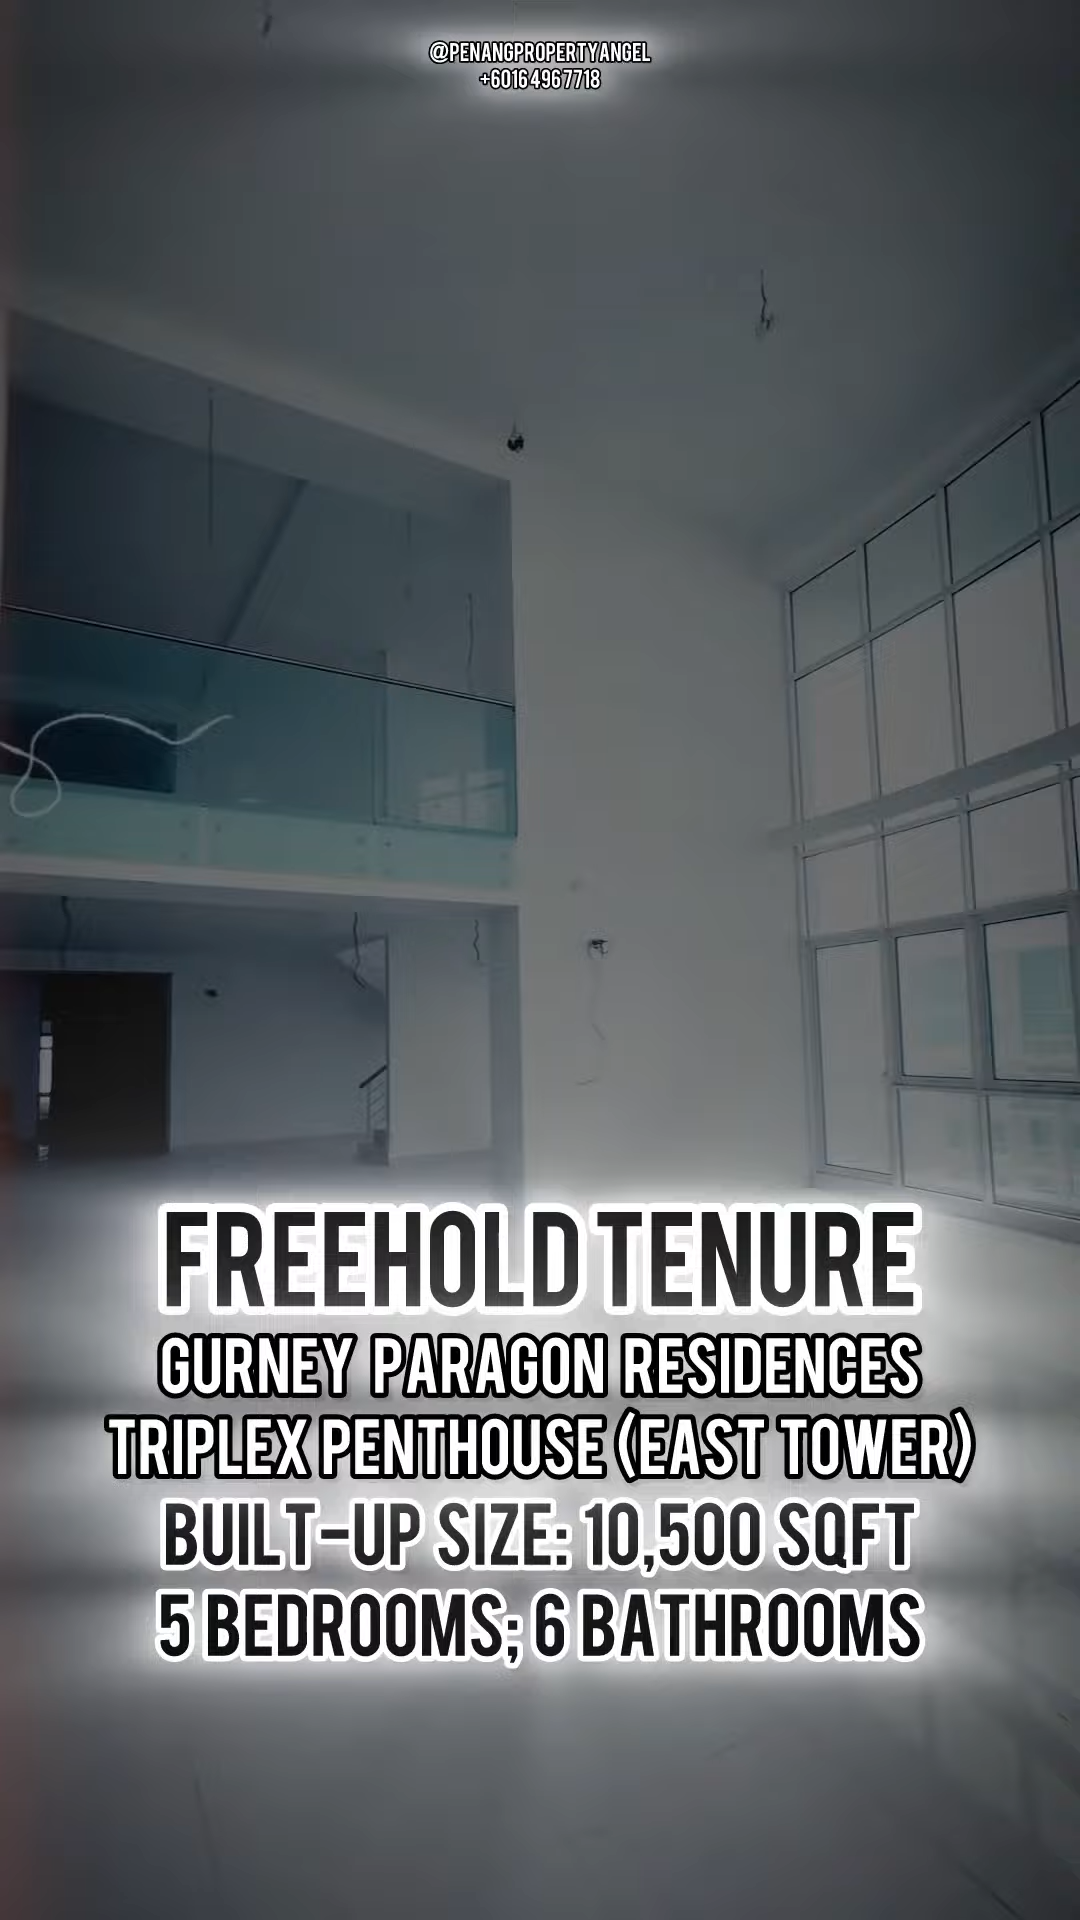 @PENANGPROPERTYANGEL
+60164967718
FREEHOLD TENURE
GURNEY PARAGON RESIDENCES
TRIPLEX PENTHOUSE (EAST TOWER)
BUILT-UP SIZE: 10,500 SQFT
5 BEDROOMS; 6 BATHROOMS